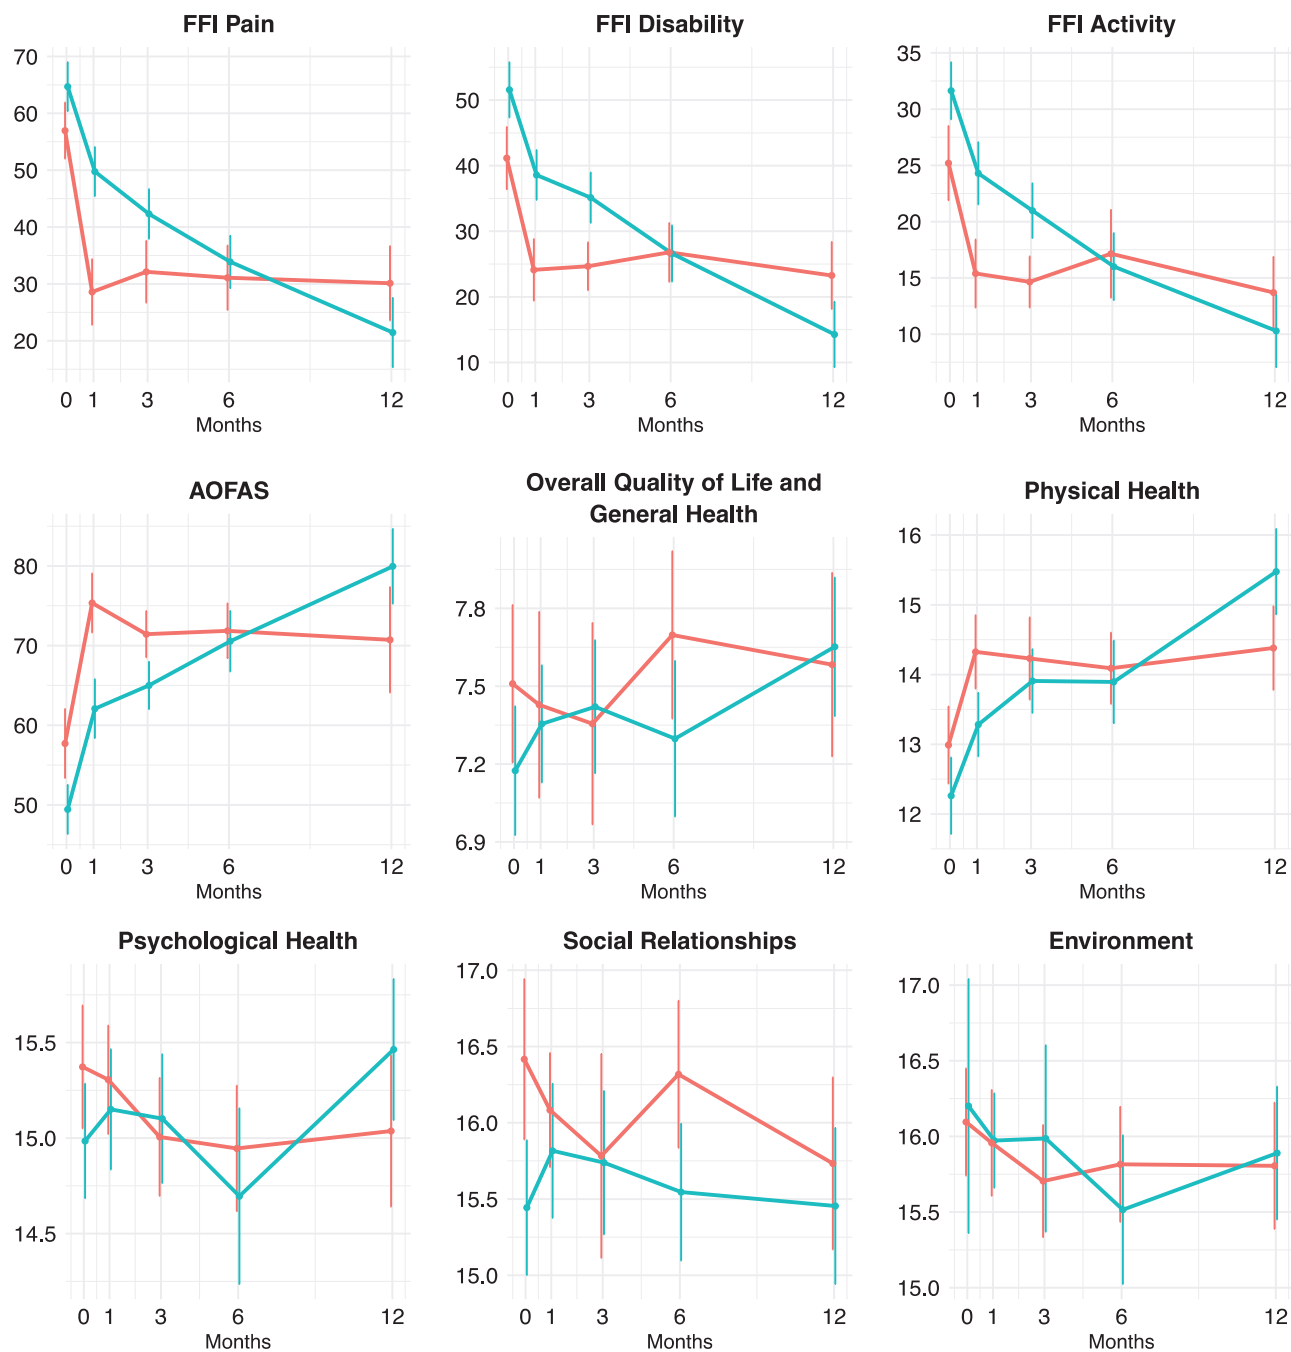 FFI Pain
70
60
50
40
30
20
0 1 3 6 12
Months
FFI Disability
50
40
30
20
10
0 1 3 6 12
Months
FFI Activity
35
30
25
20
15
10
0 1 3 6 12
Months
AOFAS
80
70
60
50
0 1 3 6 12
Months
Overall Quality of Life and
General Health
7.8
7.5
7.2
6.9
0 1 3 6 12
Months
Physical Health
16
15
14
13
12
0 1 3 6 12
Months
Psychological Health
15.5
15.0
14.5
0 1 3 6 12
Months
Social Relationships
17.0
16.5
16.0
15.5
15.0
0 1 3 6 12
Months
Environment
17.0
16.5
16.0
15.5
15.0
0 1 3 6 12
Months